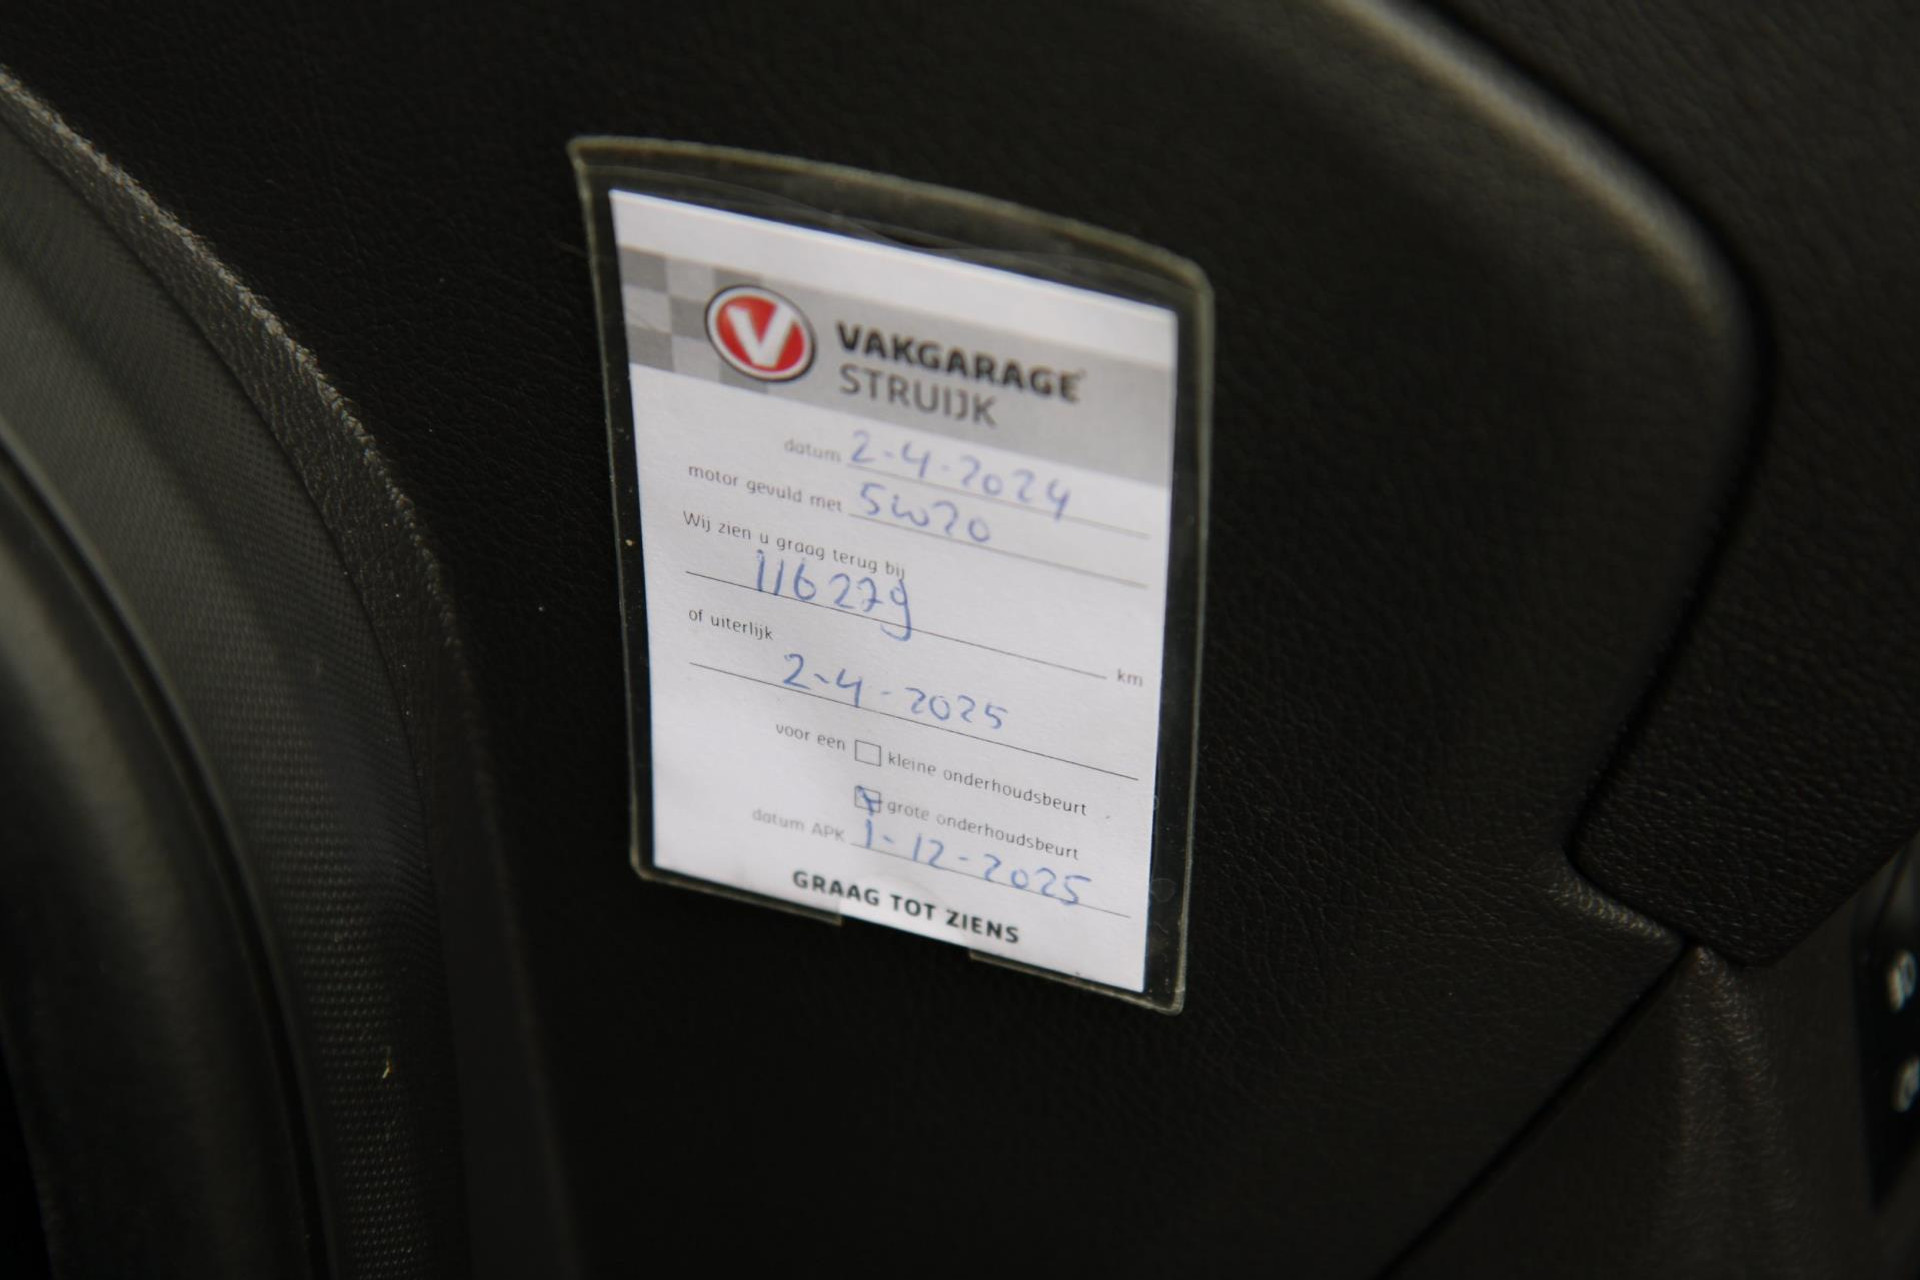 VAKGARAGE
STRUIJK
datum 2-4-2024
motor gevuld met 5W20
Wij zien u graag terug bij
116279 km
of uiterlijk
2-4-2025
voor een kleine onderhoudsbeurt
grote onderhoudsbeurt
datum APK 1-12-2025
GRAAG TOT ZIENS